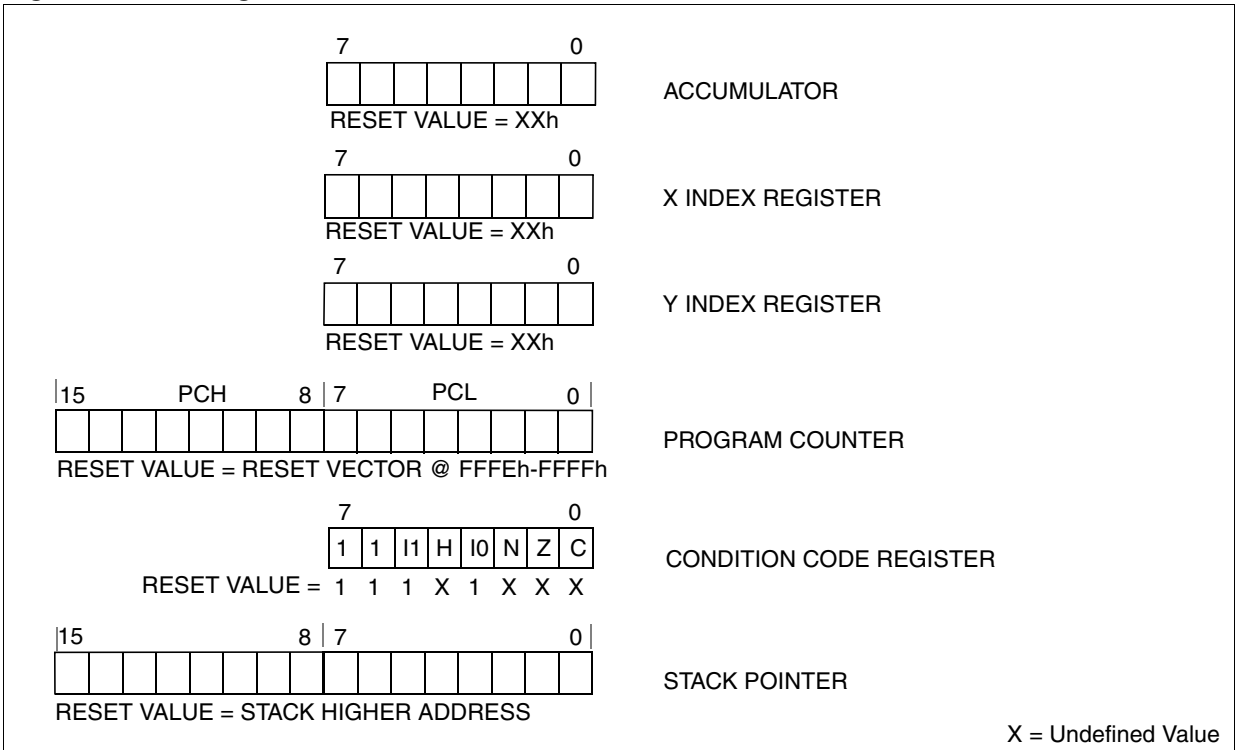 7 0
ACCUMULATOR
RESET VALUE = XXh
7 0
X INDEX REGISTER
RESET VALUE = XXh
7 0
Y INDEX REGISTER
RESET VALUE = XXh
15 PCH 8 7 PCL 0
PROGRAM COUNTER
RESET VALUE = RESET VECTOR @ FFFEh-FFFFh
7 0
1 1 I1 H I0 N Z C
CONDITION CODE REGISTER
RESET VALUE = 1 1 1 X 1 X X X
15 8 7 0
STACK POINTER
RESET VALUE = STACK HIGHER ADDRESS
X = Undefined Value